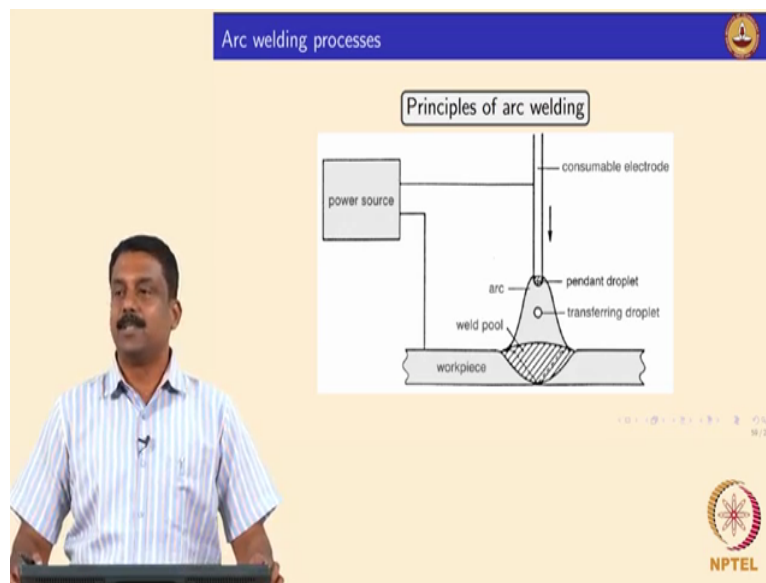 Arc welding processes
Principles of arc welding
consumable electrode
power source
arc
pendant droplet
transferring droplet
weld pool
workpiece
NPTEL